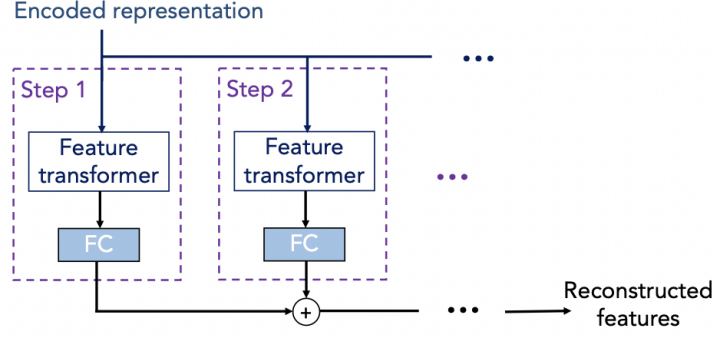 Encoded representation
Step 1
Step 2
Feature
transformer
Feature
transformer
FC
FC
+
Reconstructed
features